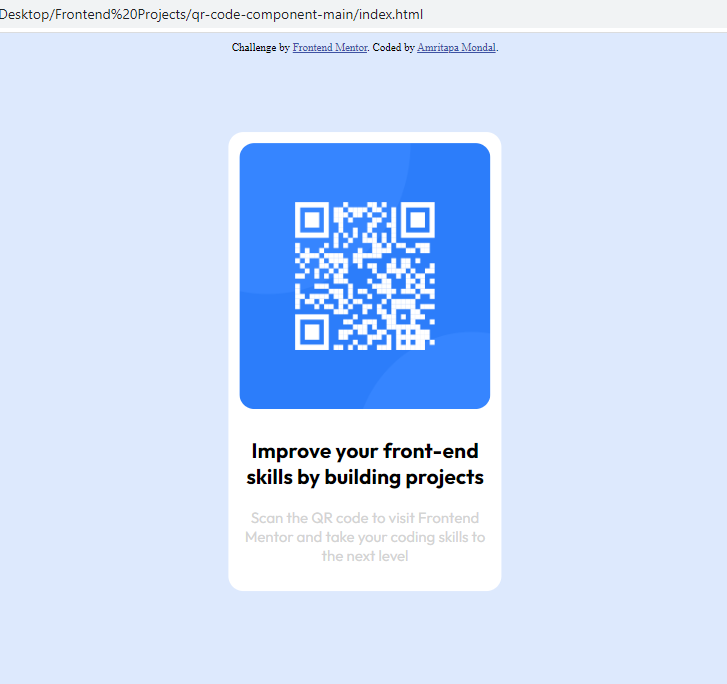 Desktop/Frontend%20Projects/qr-code-component-main/index.html
Challenge by Frontend Mentor. Coded by Amritapa Mondal.
Improve your front-end
skills by building projects
Scan the QR code to visit Frontend
Mentor and take your coding skills to
the next level